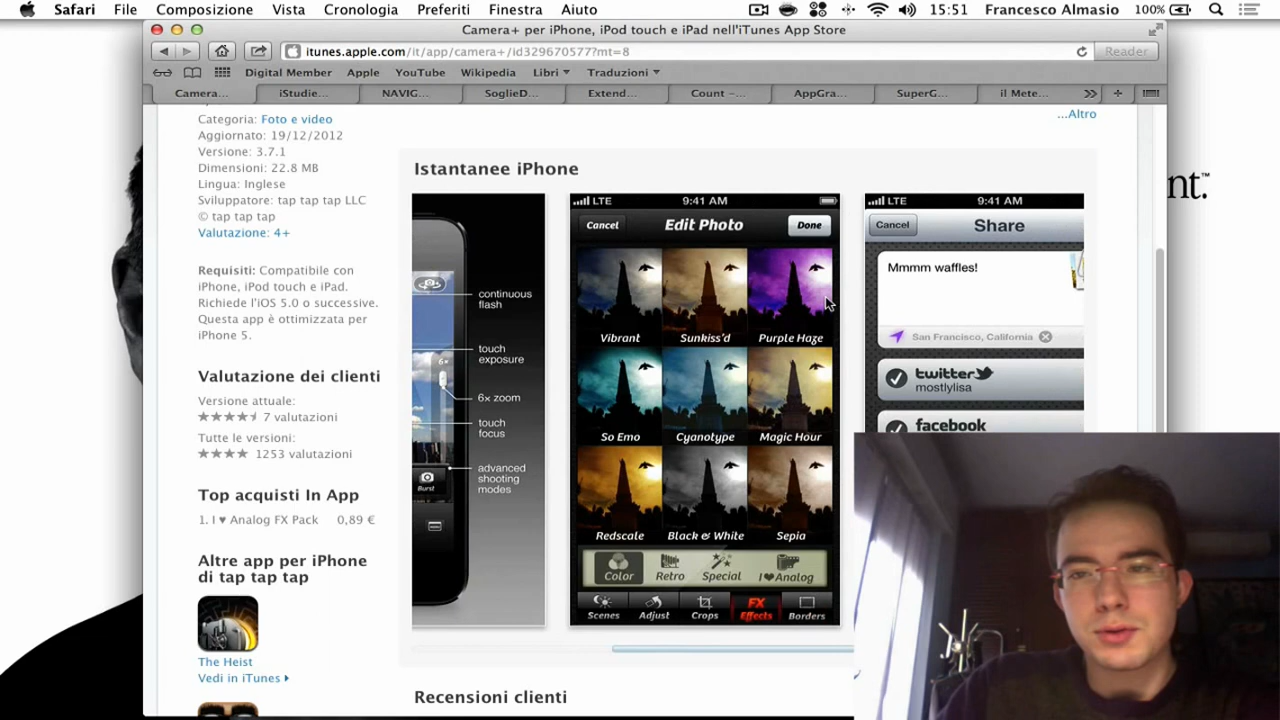 Safari File Composizione Vista Cronologia Preferiti Finestra Aiuto 15:51 Francesco Almasio 100%
Camera+ per iPhone, iPod touch e iPad nell'iTunes App Store
itunes.apple.com/it/app/camera+/id329670577?mt=8 Reader
Digital Member Apple YouTube Wikipedia Libri Traduzioni
Camera... iStudie... NAVIG... SoglieD... Extend... Count -... AppGra... SuperG... il Mete...
...Altro
Categoria: Foto e video
Aggiornato: 19/12/2012
Versione: 3.7.1
Dimensioni: 22.8 MB
Lingua: Inglese
Sviluppatore: tap tap tap LLC
© tap tap tap
Valutazione: 4+
Requisiti: Compatibile con
iPhone, iPod touch e iPad.
Richiede l'iOS 5.0 o successive.
Questa app è ottimizzata per
iPhone 5.
Valutazione dei clienti
Versione attuale:
7 valutazioni
Tutte le versioni:
1253 valutazioni
Top acquisti In App
1. I ♥ Analog FX Pack 0,89 €
Altre app per iPhone
di tap tap tap
The Heist
Vedi in iTunes
Istantanee iPhone
continuous
flash
touch
exposure
6×
6× zoom
touch
focus
advanced
shooting
modes
Burst
LTE 9:41 AM
Cancel Edit Photo Done
Vibrant Sunkiss'd Purple Haze
So Emo Cyanotype Magic Hour
Redscale Black & White Sepia
Color Retro Special I♥Analog
Scenes Adjust Crops FX Effects Borders
LTE 9:41 AM
Cancel Share
Mmmm waffles!
San Francisco, California
twitter
mostlylisa
facebook
Recensioni clienti
nt.™